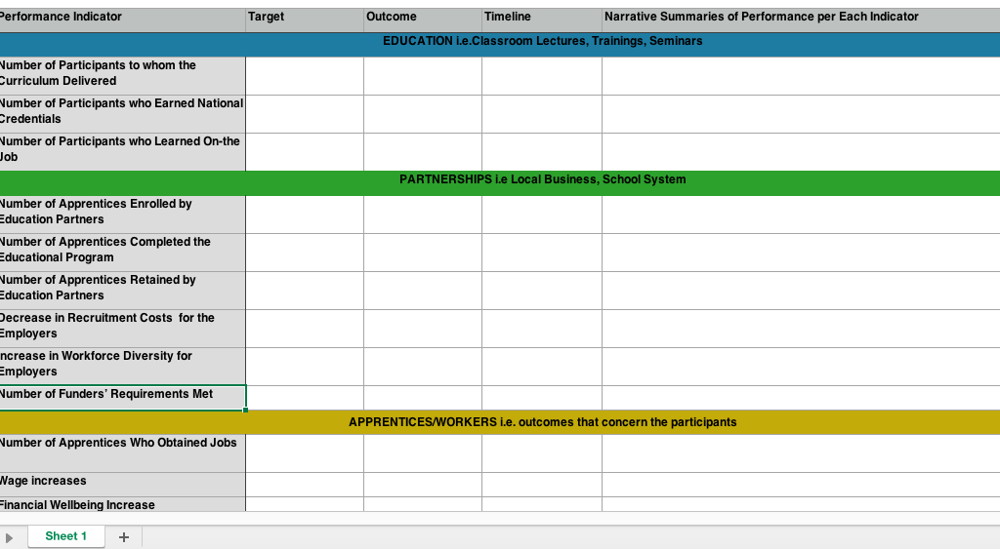 Performance Indicator Target Outcome Timeline Narrative Summaries of Performance per Each Indicator
EDUCATION i.e.Classroom Lectures, Trainings, Seminars
Number of Participants to whom the
Curriculum Delivered
Number of Participants who Earned National
Credentials
Number of Participants who Learned On-the
Job
PARTNERSHIPS i.e Local Business, School System
Number of Apprentices Enrolled by
Education Partners
Number of Apprentices Completed the
Educational Program
Number of Apprentices Retained by
Education Partners
Decrease in Recruitment Costs for the
Employers
Increase in Workforce Diversity for
Employers
Number of Funders’ Requirements Met
APPRENTICES/WORKERS i.e. outcomes that concern the participants
Number of Apprentices Who Obtained Jobs
Wage increases
Financial Wellbeing Increase
Sheet 1 +